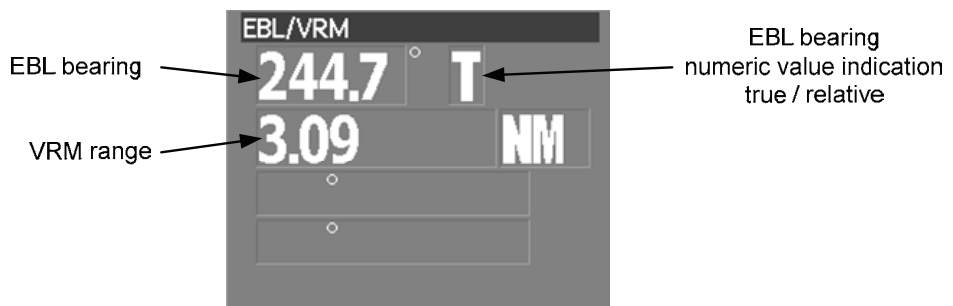 EBL/VRM
EBL bearing
244.7 ° T
EBL bearing
numeric value indication
true / relative
VRM range
3.09 NM
°
°